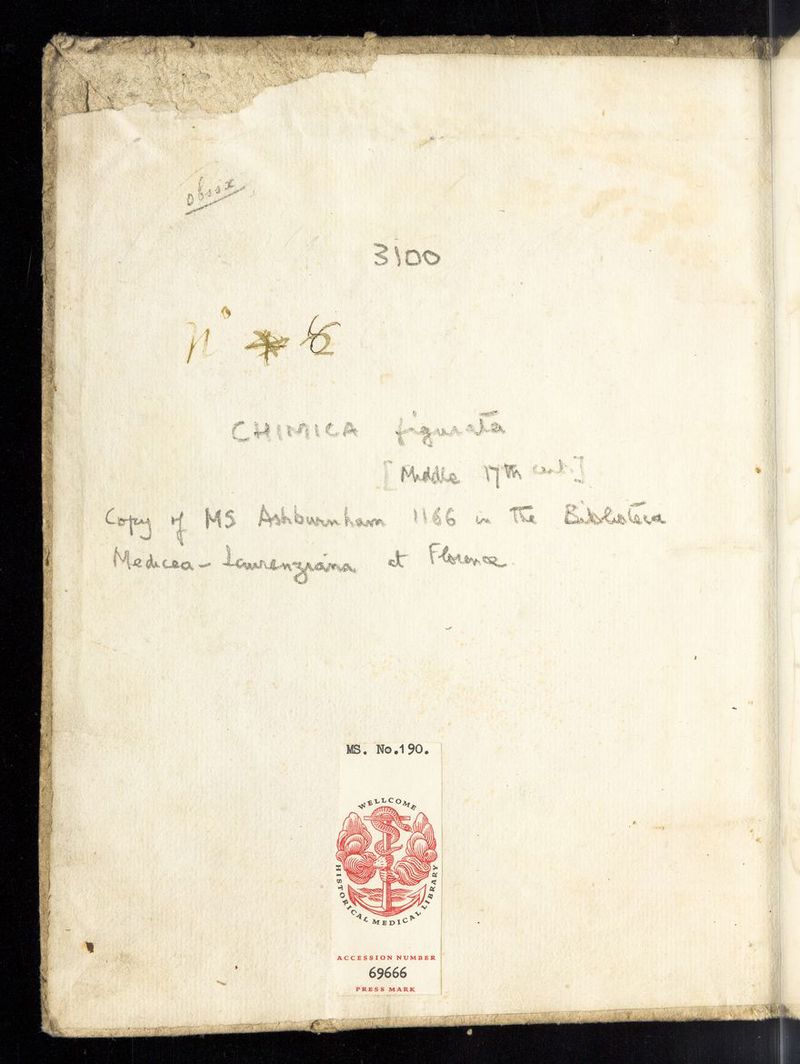 3100
N°
CHIMICA figurata
[Middle 17th cent.]
Copy of MS Ashburnham 1166 in The Biblioteca
Medicea - Laurenziana at Florence.
MS. No.190.
WELLCOME
HISTORICAL MEDICAL LIBRARY
ACCESSION NUMBER
69666
PRESS MARK